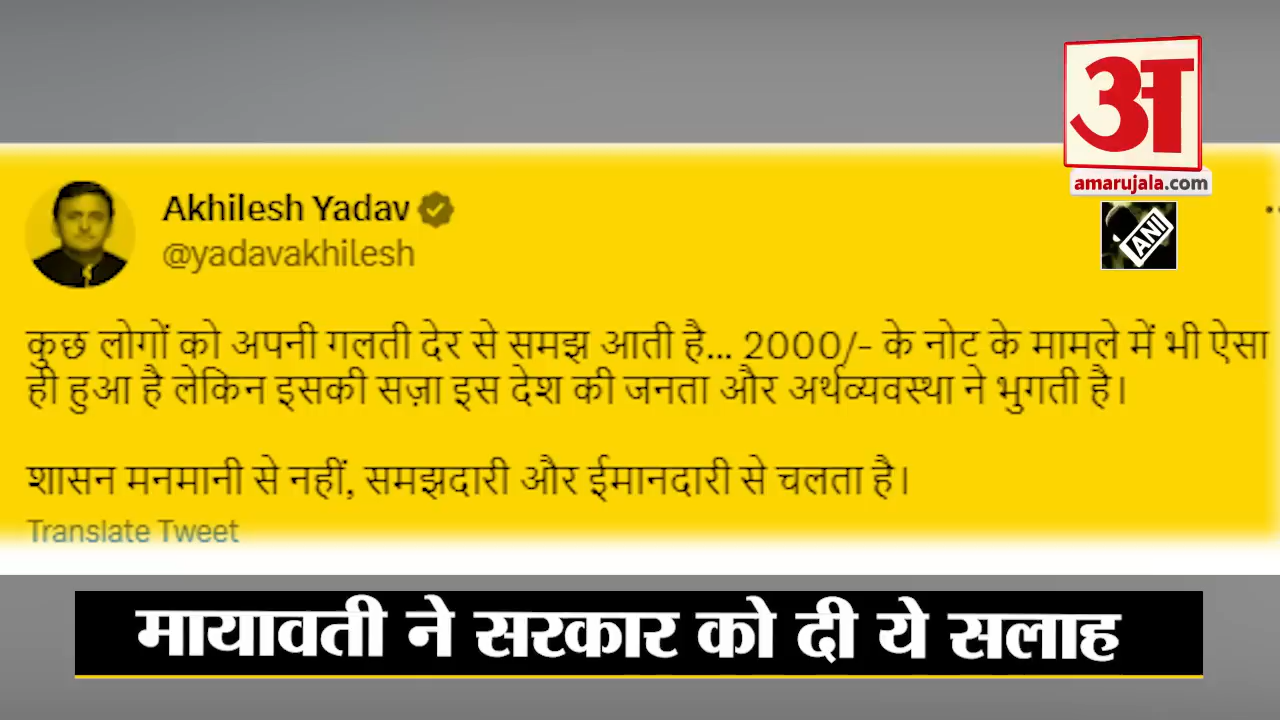 अ
amarujala.com
ANI
Akhilesh Yadav
@yadavakhilesh
कुछ लोगों को अपनी गलती देर से समझ आती है... 2000/- के नोट के मामले में भी ऐसा
ही हुआ है लेकिन इसकी सज़ा इस देश की जनता और अर्थव्यवस्था ने भुगती है।
शासन मनमानी से नहीं, समझदारी और ईमानदारी से चलता है।
Translate Tweet
मायावती ने सरकार को दी ये सलाह